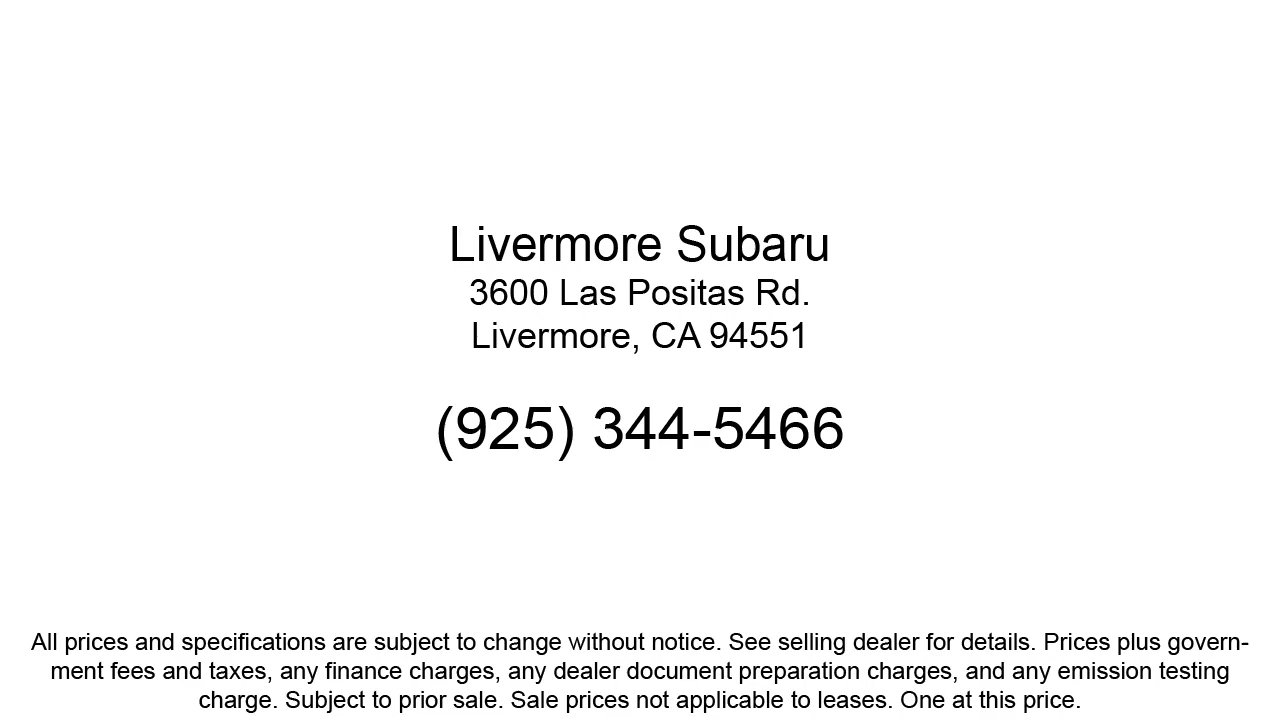 Livermore Subaru
3600 Las Positas Rd.
Livermore, CA 94551
(925) 344-5466
All prices and specifications are subject to change without notice. See selling dealer for details. Prices plus govern-
ment fees and taxes, any finance charges, any dealer document preparation charges, and any emission testing
charge. Subject to prior sale. Sale prices not applicable to leases. One at this price.